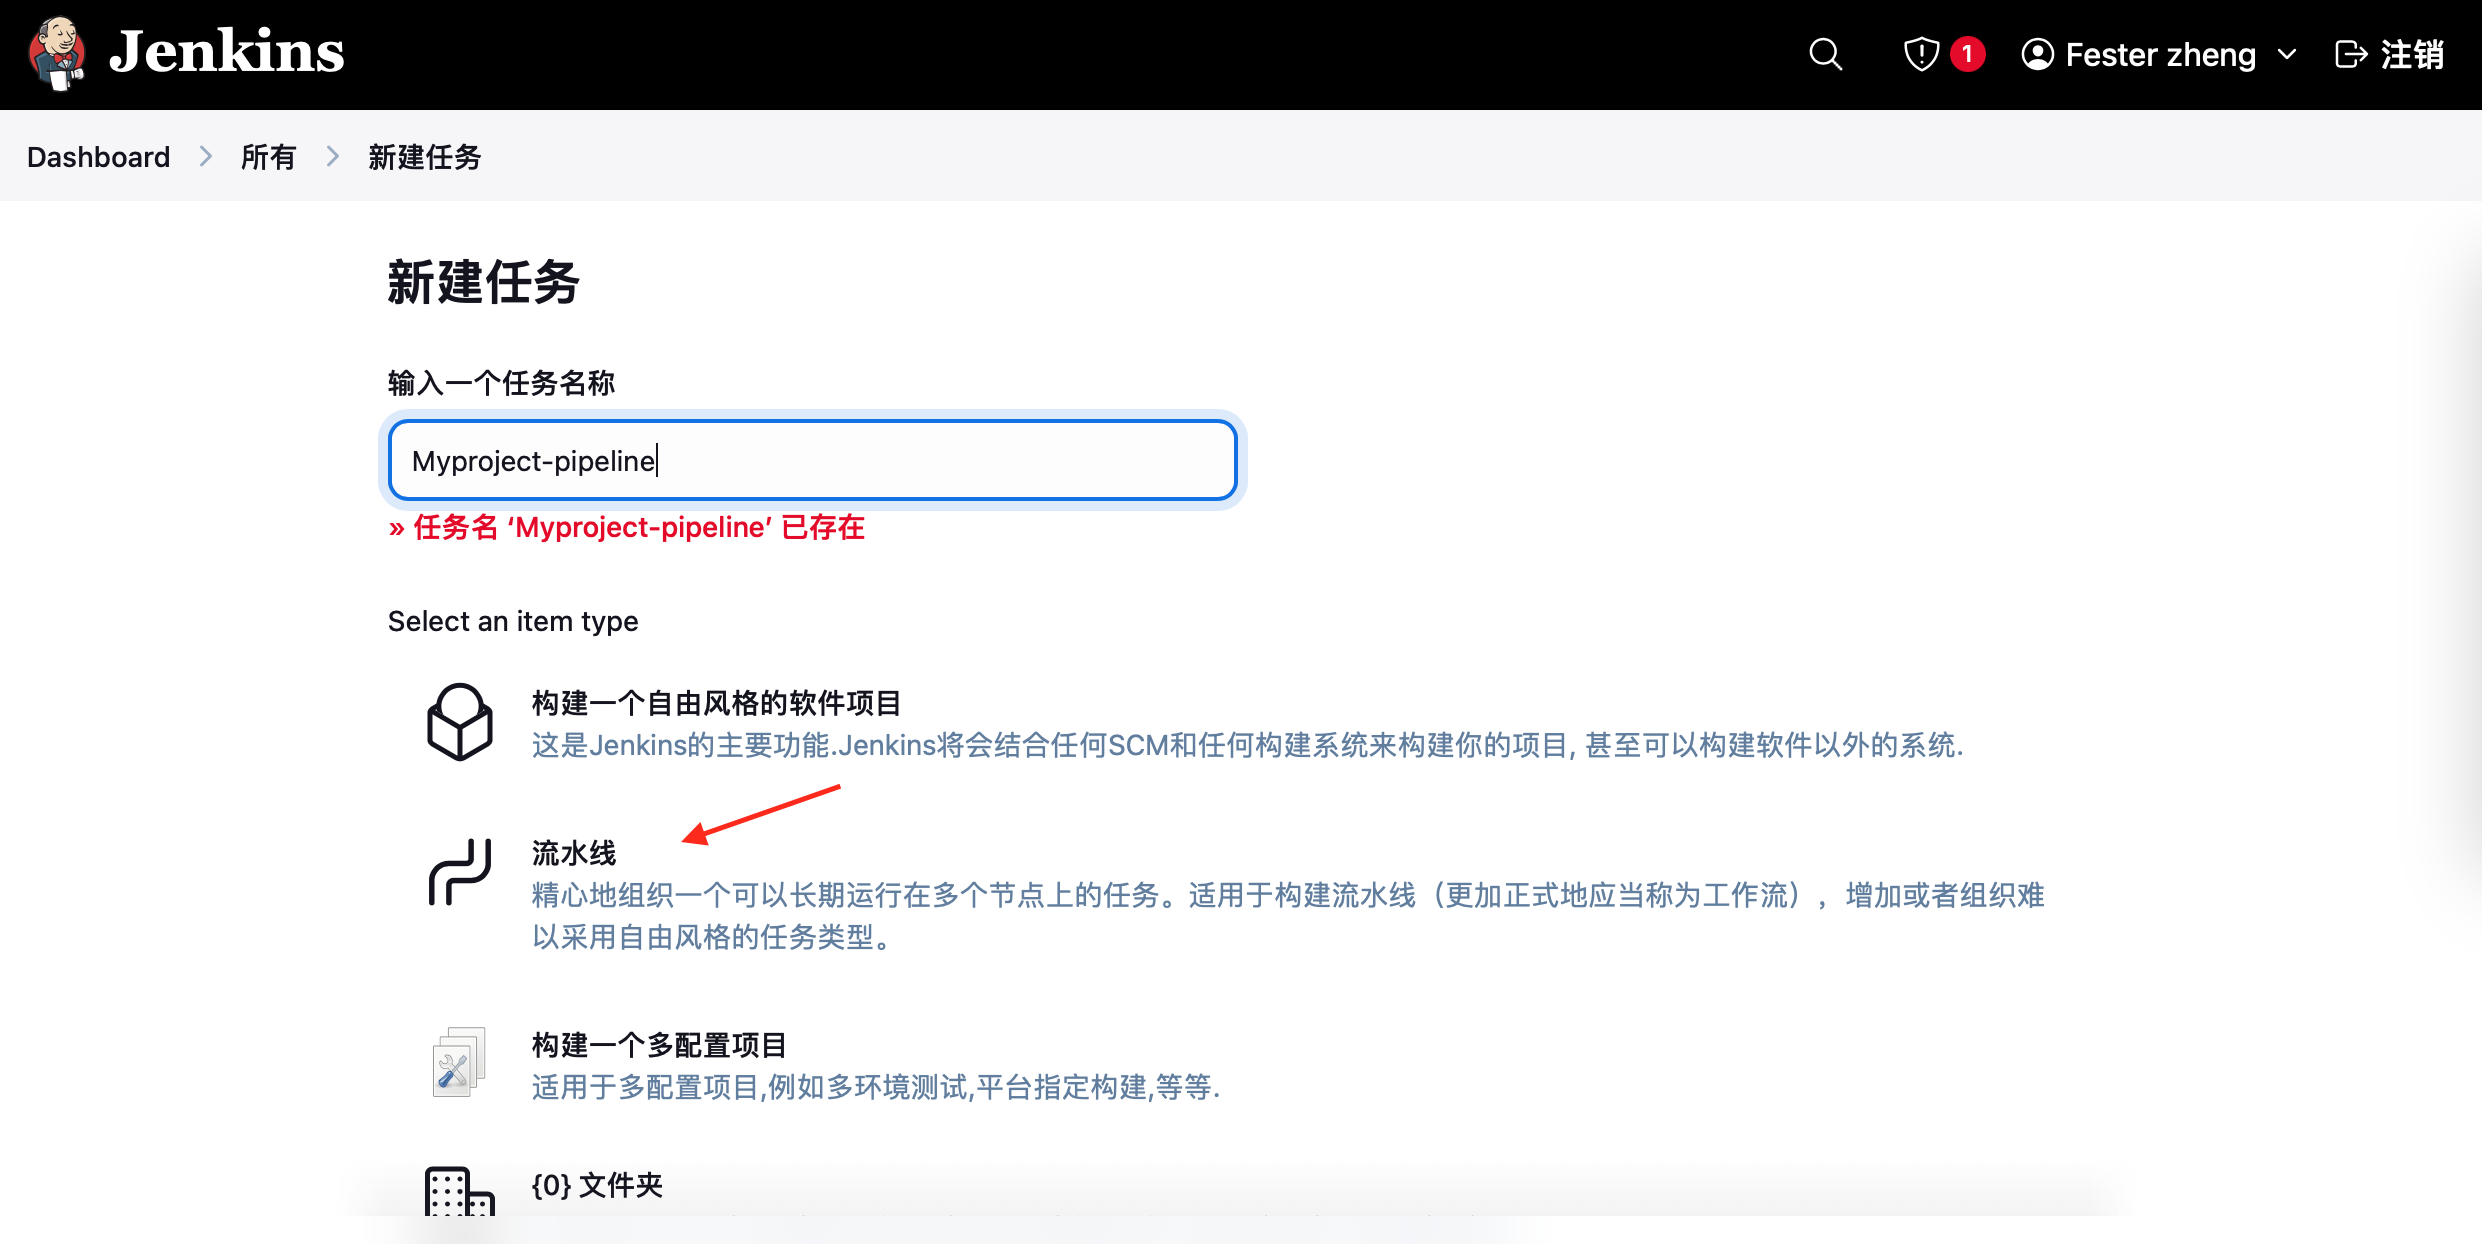 Jenkins
1
Fester zheng
注销
Dashboard
所有
新建任务
新建任务
输入一个任务名称
Myproject-pipeline
» 任务名 ‘Myproject-pipeline’ 已存在
Select an item type
构建一个自由风格的软件项目
这是Jenkins的主要功能.Jenkins将会结合任何SCM和任何构建系统来构建你的项目, 甚至可以构建软件以外的系统.
流水线
精心地组织一个可以长期运行在多个节点上的任务。适用于构建流水线（更加正式地应当称为工作流），增加或者组织难
以采用自由风格的任务类型。
构建一个多配置项目
适用于多配置项目,例如多环境测试,平台指定构建,等等.
{0} 文件夹